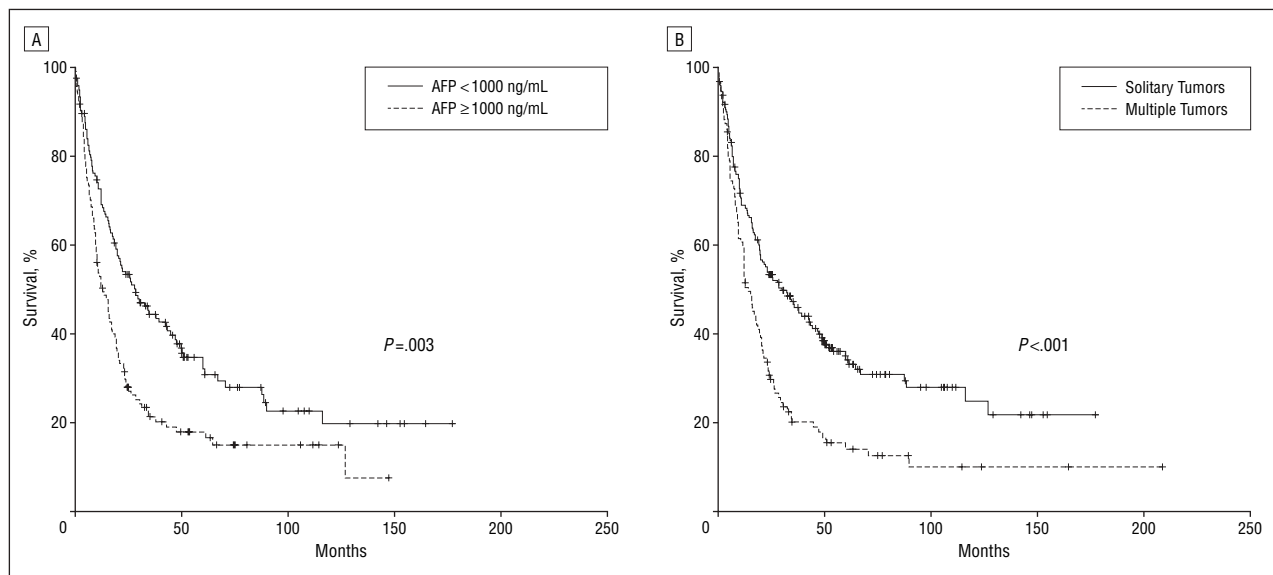 A
100
80
60
40
20
0
Survival, %
AFP < 1000 ng/mL
AFP ≥ 1000 ng/mL
P=.003
50
100
150
200
250
Months
B
100
80
60
40
20
0
Survival, %
Solitary Tumors
Multiple Tumors
P<.001
50
100
150
200
250
Months